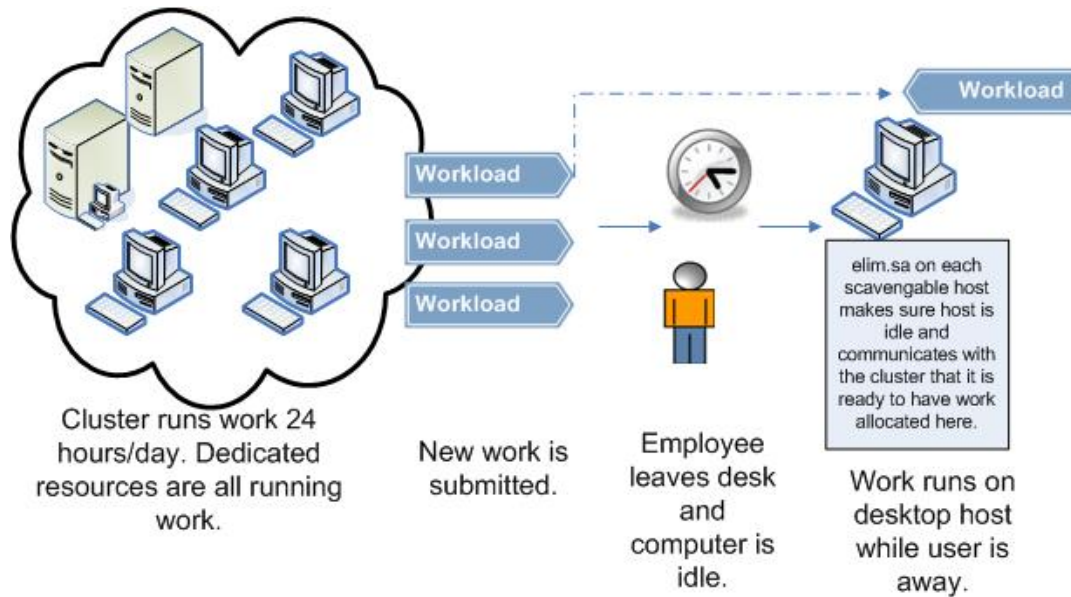 Workload
Workload
Workload
Workload
elim.sa on each
scavengable host
makes sure host is
idle and
communicates with
the cluster that it is
ready to have work
allocated here.
Cluster runs work 24
hours/day. Dedicated
resources are all running
work.
New work is
submitted.
Employee
leaves desk
and
computer is
idle.
Work runs on
desktop host
while user is
away.